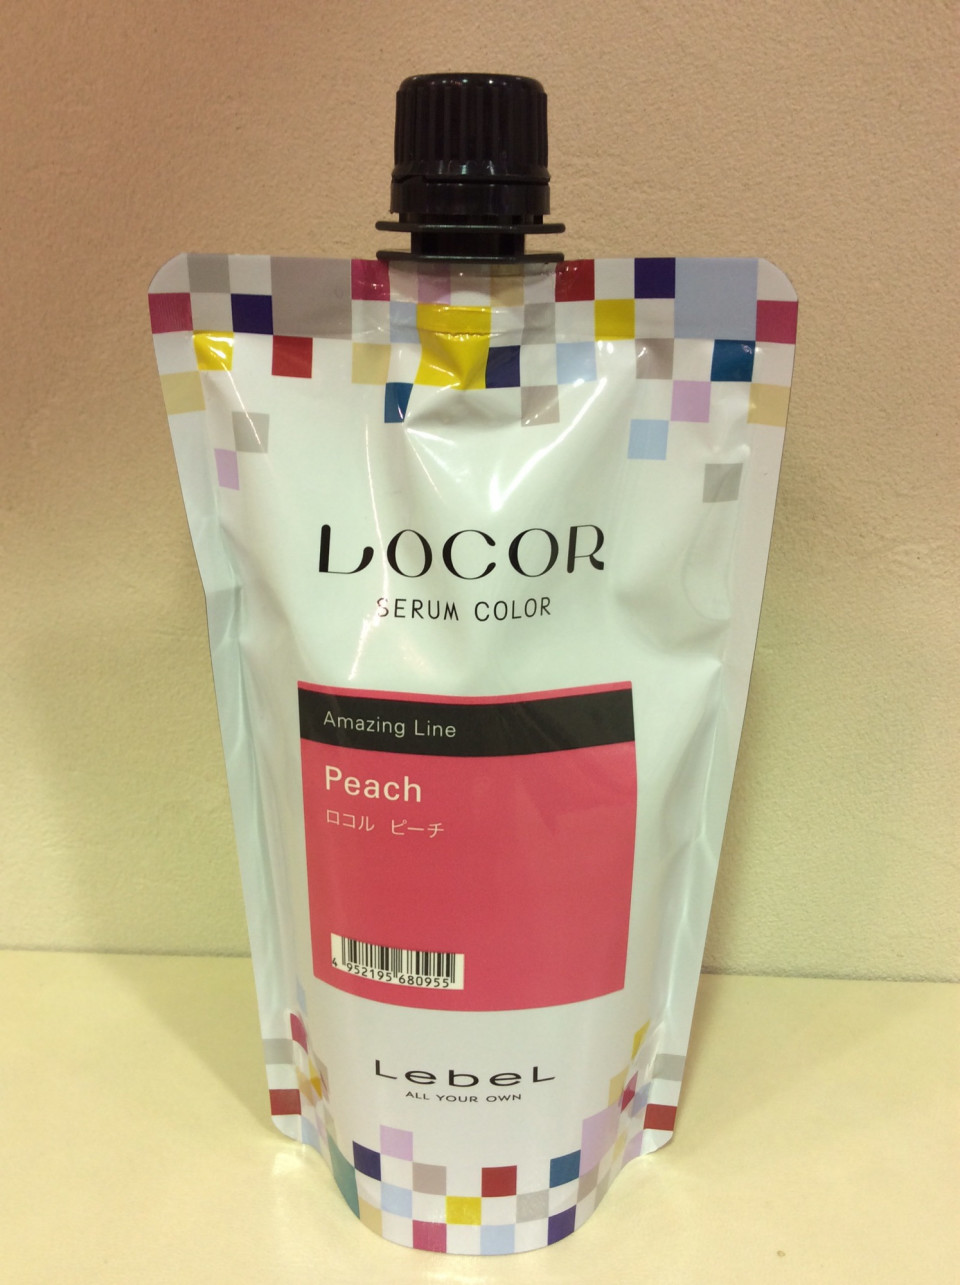 LOCOR
SERUM COLOR
Amazing Line
Peach
ロコル ピーチ
4 952195 680955
LebeL
ALL YOUR OWN